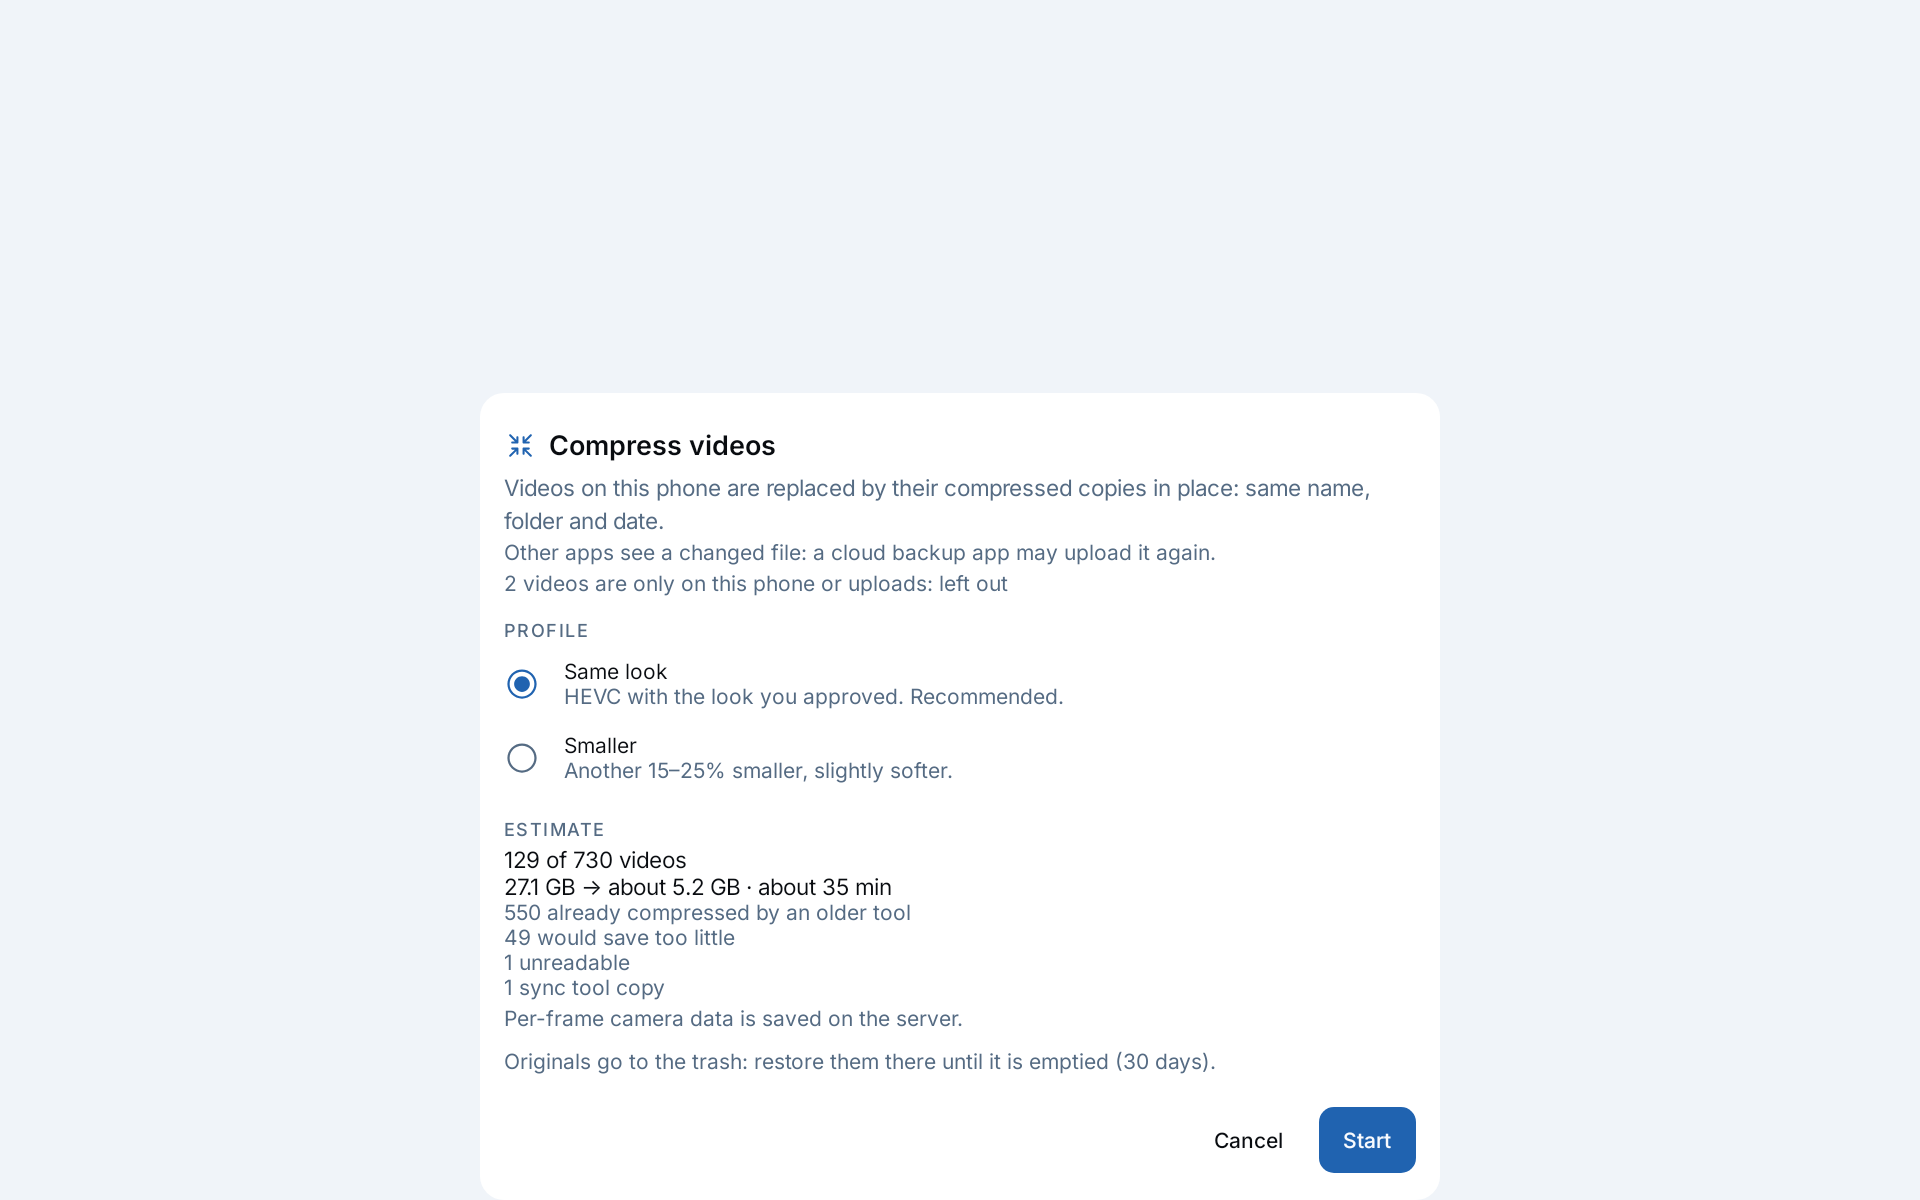 Compress videos
Videos on this phone are replaced by their compressed copies in place: same name,
folder and date.
Other apps see a changed file: a cloud backup app may upload it again.
2 videos are only on this phone or uploads: left out
PROFILE
Same look
HEVC with the look you approved. Recommended.
Smaller
Another 15–25% smaller, slightly softer.
ESTIMATE
129 of 730 videos
27.1 GB → about 5.2 GB · about 35 min
550 already compressed by an older tool
49 would save too little
1 unreadable
1 sync tool copy
Per-frame camera data is saved on the server.
Originals go to the trash: restore them there until it is emptied (30 days).
Cancel
Start